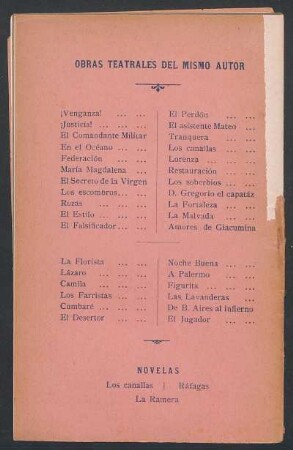 OBRAS TEATRALES DEL MISMO AUTOR
¡Venganza! ... ...
¡Justicia! ... ... ...
El Comandante Militar
En el Océano ... ...
Federación ... ...
María Magdalena ...
El Secreto de la Virgen
Los escombros... ...
Rozas ... ... ...
El Estilo ... ... ...
El Falsificador... ...
El Perdón ... ...
El asistente Mateo ...
Tranquera ... ...
Los canallas ... ...
Lorenza ... ... ...
Restauración ... ...
Los soberbios ... ...
D. Gregorio el capatáz
La Fortaleza ... ...
La Malvada ... ...
Amores de Giacumina
La Florista ... ...
Lázaro ... ... ...
Camila ... ... ...
Los Farristas ... ...
Cambaré ... ... ...
El Desertor ... ...
Noche Buena ... ...
A Palermo ... ...
Figurita ... ... ...
Las Lavanderas ...
De B. Aires al Infierno
El Jugador ... ...
NOVELAS
Los canallas | Ráfagas
La Ramera